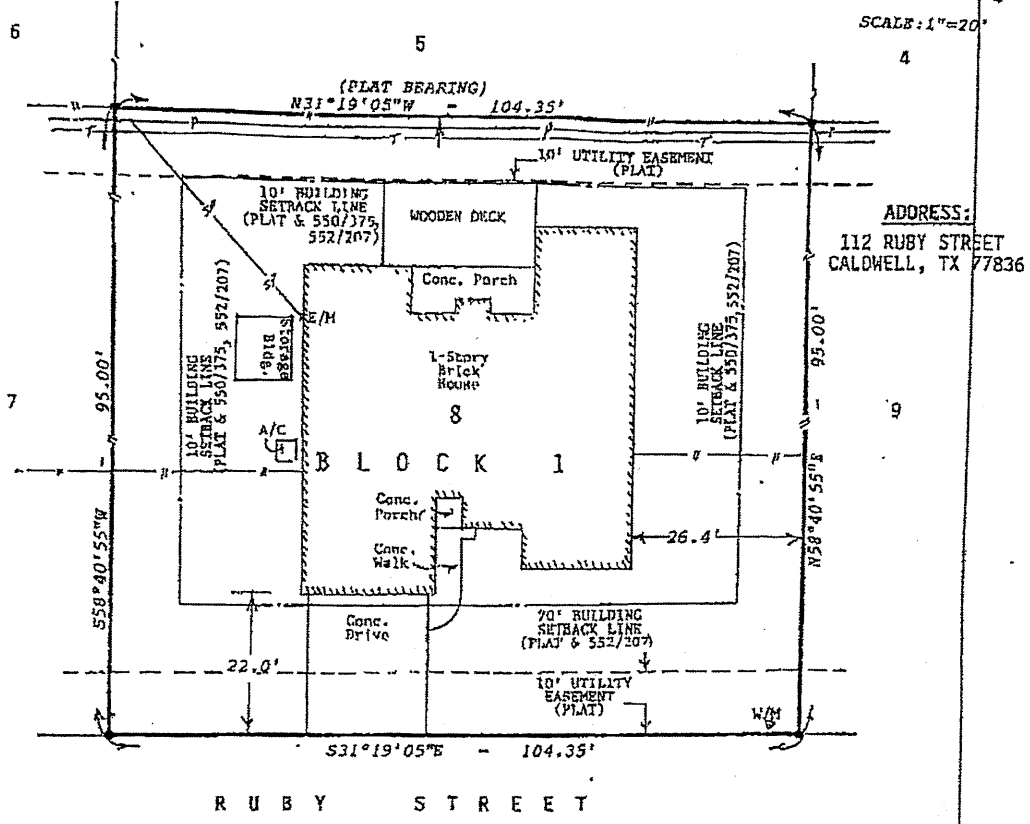 SCALE:1"=20'
6
5
4
(PLAT BEARING)
N31°19'05"W - 104.35'
P
P
P
T
T
T
10' UTILITY EASEMENT
(PLAT)
10' BUILDING
SETBACK LINE
(PLAT & 550/375,
552/207)
WOODEN DECK
ADDRESS:
112 RUBY STREET
CALDWELL, TX 77836
Conc. Porch
E/M
Storage
Bldg.
10' BUILDING
SETBACK LINE
(PLAT & 550/375, 552/207)
10' BUILDING
SETBACK LINE
(PLAT & 550/375, 552/207)
1-Story
Brick
House
95.00'
95.00'
7
8
9
A/C
BLOCK 1
Conc.
Porch
Conc.
Walk
26.4'
S58°40'55"W
N58°40'55"E
Conc.
Drive
BUILDING
SETBACK LINE
(PLAT & 552/207)
22.0'
10' UTILITY
EASEMENT
(PLAT)
W/M
S31°19'05"E - 104.35'
RUBY STREET